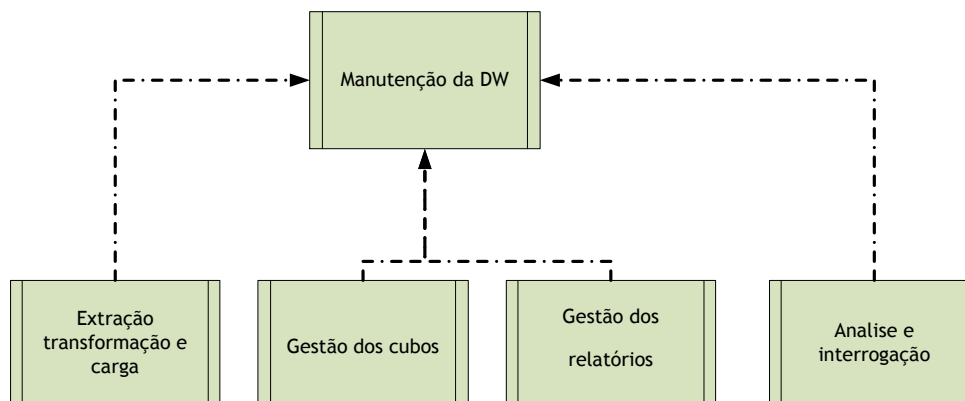 Manutenção da DW
Extração
transformação e
carga
Gestão dos cubos
Gestão dos
relatórios
Analise e
interrogação